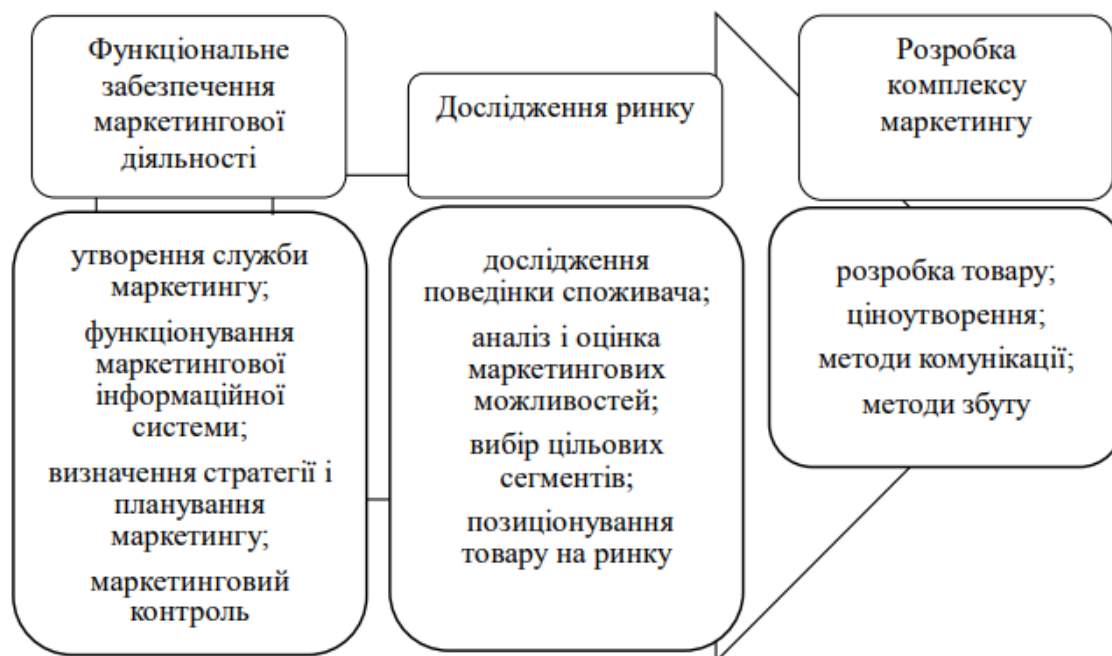 Функціональне
забезпечення
маркетингової
діяльності
Дослідження ринку
Розробка
комплексу
маркетингу
утворення служби
маркетингу;
функціонування
маркетингової
інформаційної
системи;
визначення стратегії і
планування
маркетингу;
маркетинговий
контроль
дослідження
поведінки споживача;
аналіз і оцінка
маркетингових
можливостей;
вибір цільових
сегментів;
позиціонування
товару на ринку
розробка товару;
ціноутворення;
методи комунікації;
методи збуту